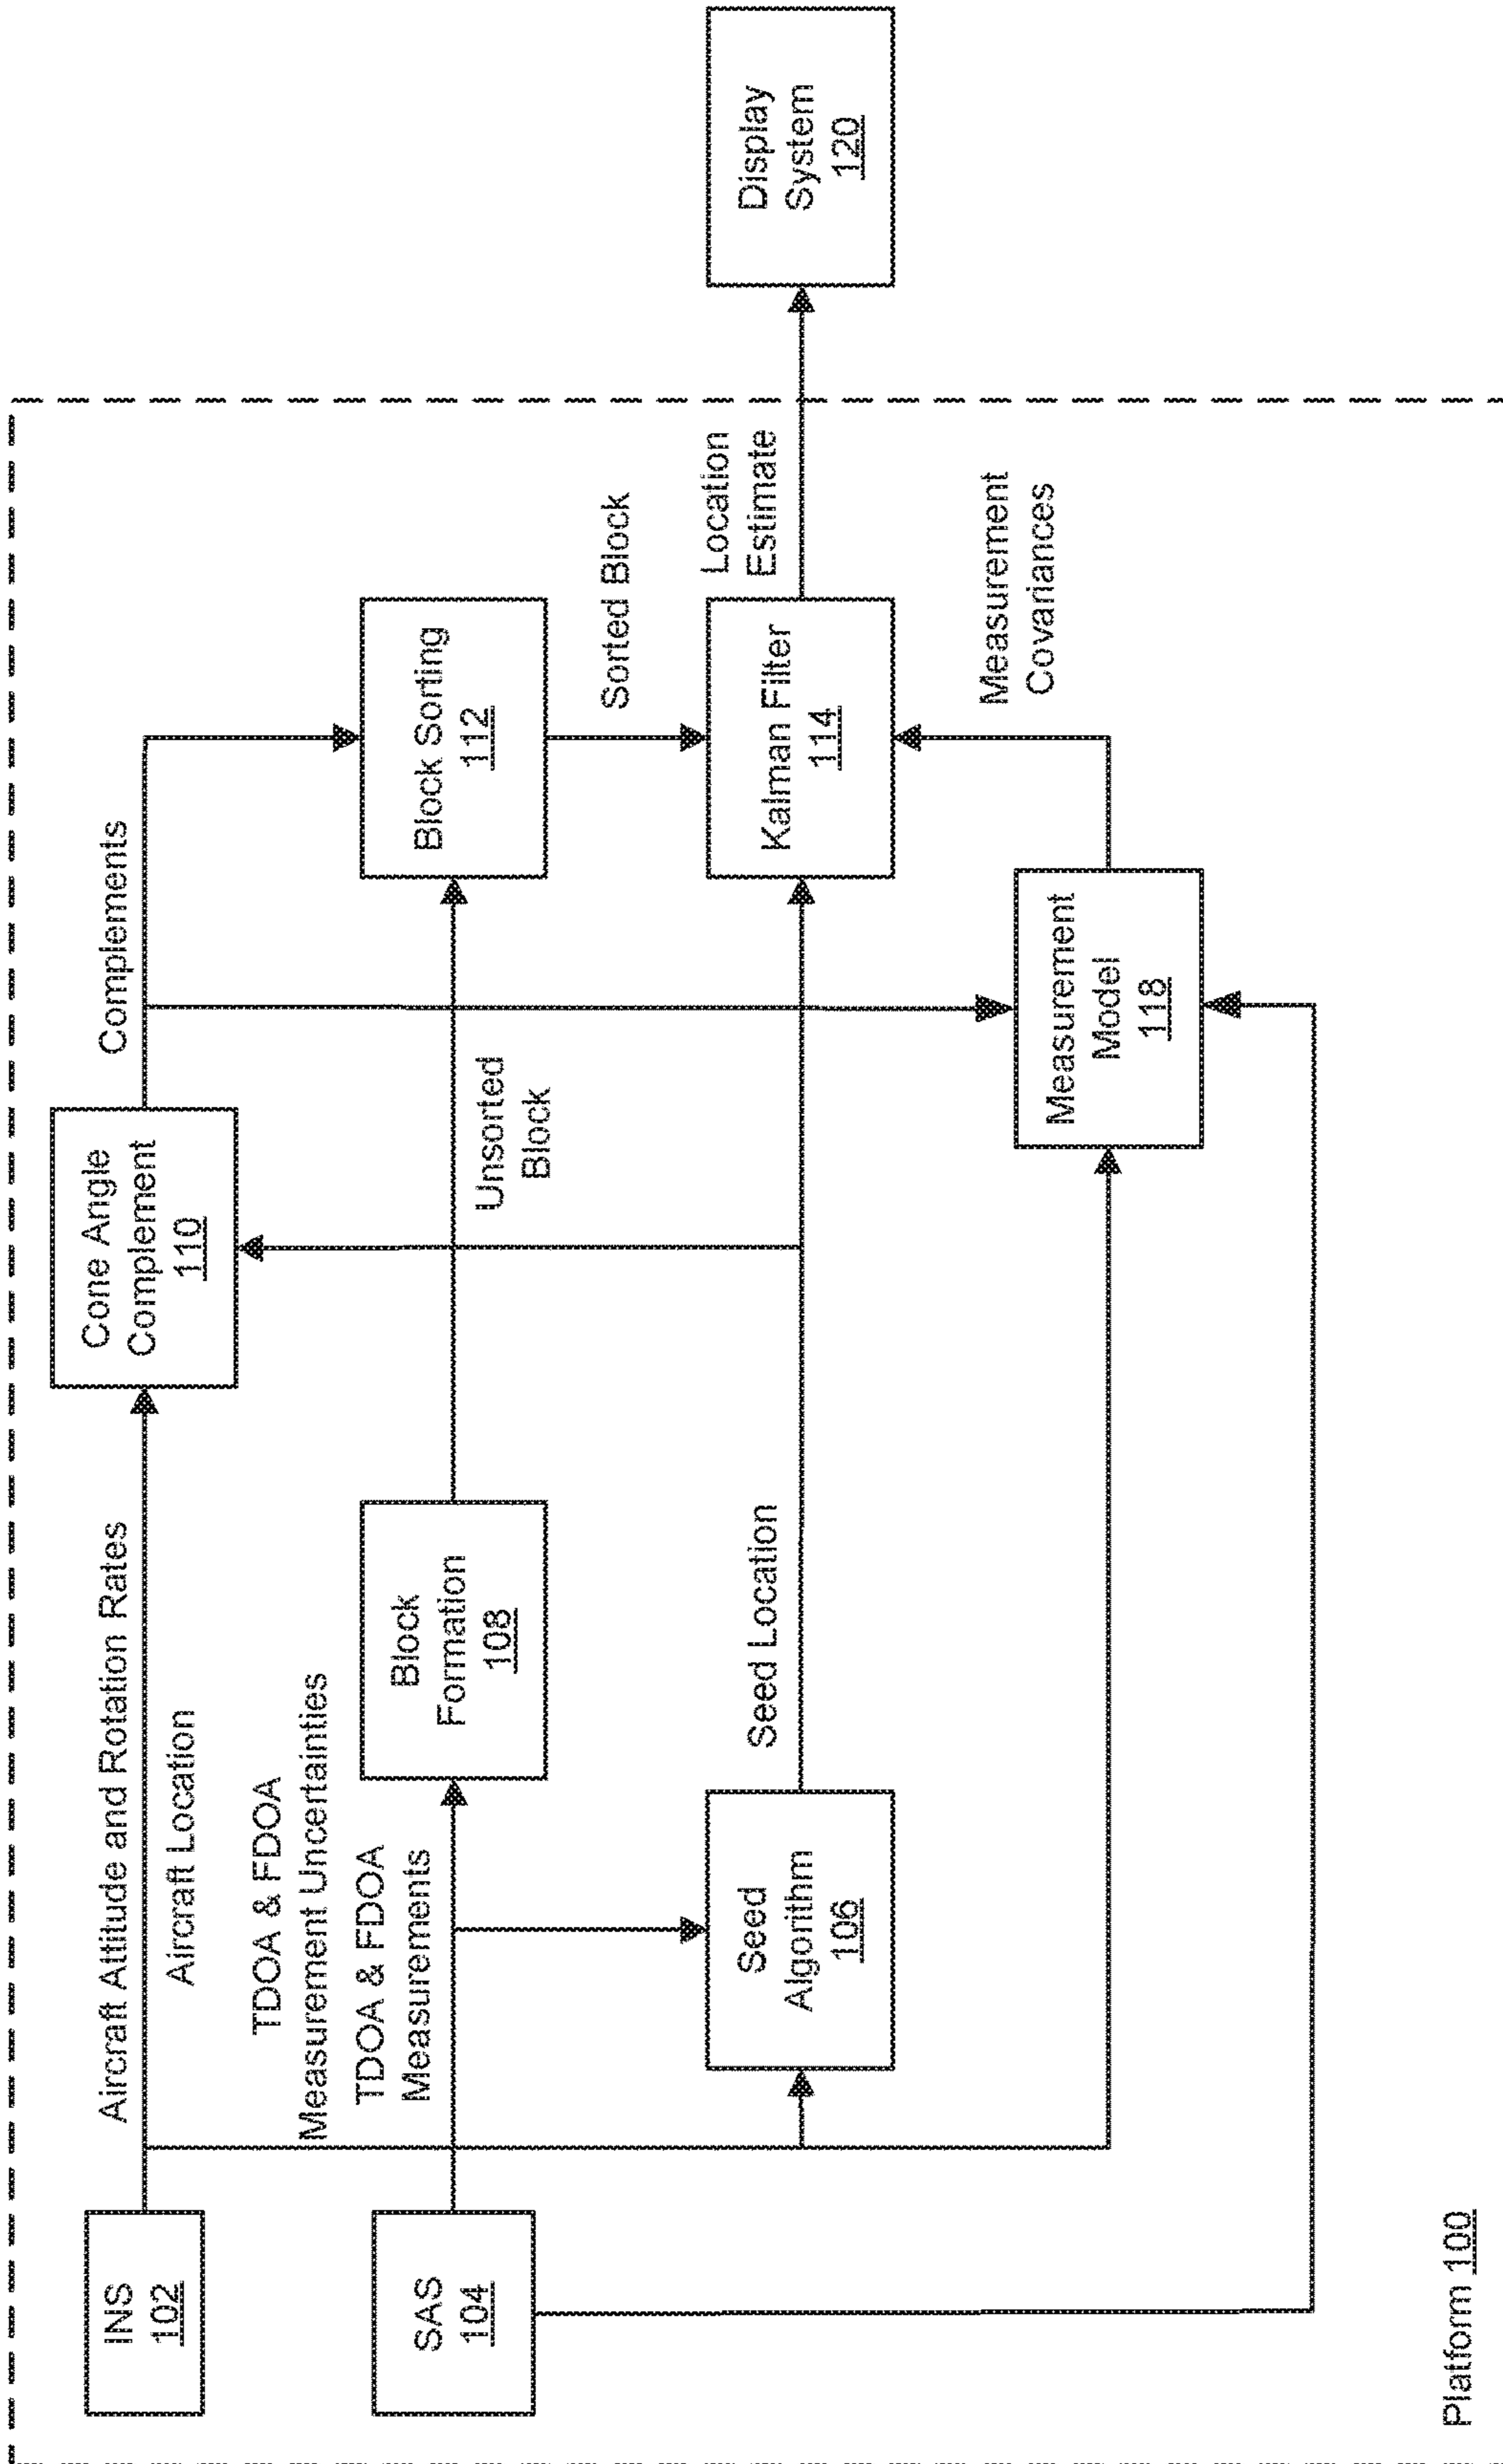 INS
102
Aircraft Attitude and Rotation Rates
Aircraft Location
Cone Angle
Complement
110
Complements
SAS
104
TDOA & FDOA
Measurement Uncertainties
TDOA & FDOA
Measurements
Block
Formation
108
Unsorted
Block
Block Sorting
112
Sorted Block
Seed
Algorithm
106
Seed Location
Kalman Filter
114
Location
Estimate
Display
System
120
Measurement
Model
118
Measurement
Covariances
Platform 100